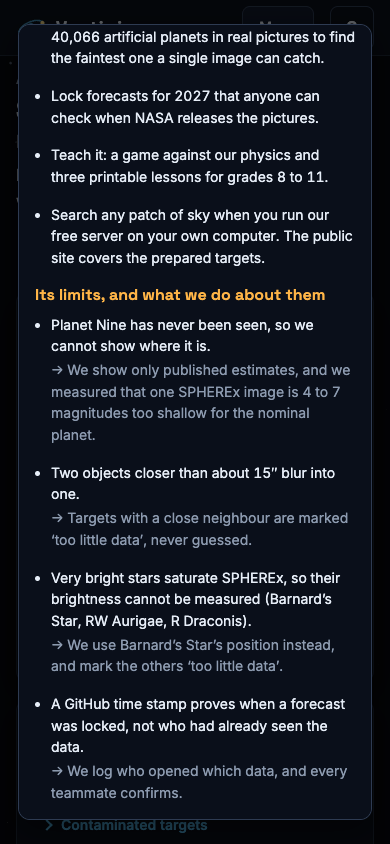 40,066 artificial planets in real pictures to find
the faintest one a single image can catch.
Lock forecasts for 2027 that anyone can
check when NASA releases the pictures.
Teach it: a game against our physics and
three printable lessons for grades 8 to 11.
Search any patch of sky when you run our
free server on your own computer. The public
site covers the prepared targets.
Its limits, and what we do about them
Planet Nine has never been seen, so we
cannot show where it is.
→ We show only published estimates, and we
measured that one SPHEREx image is 4 to 7
magnitudes too shallow for the nominal
planet.
Two objects closer than about 15″ blur into
one.
→ Targets with a close neighbour are marked
‘too little data’, never guessed.
Very bright stars saturate SPHEREx, so their
brightness cannot be measured (Barnard’s
Star, RW Aurigae, R Draconis).
→ We use Barnard’s Star’s position instead,
and mark the others ‘too little data’.
A GitHub time stamp proves when a forecast
was locked, not who had already seen the
data.
→ We log who opened which data, and every
teammate confirms.
Contaminated targets